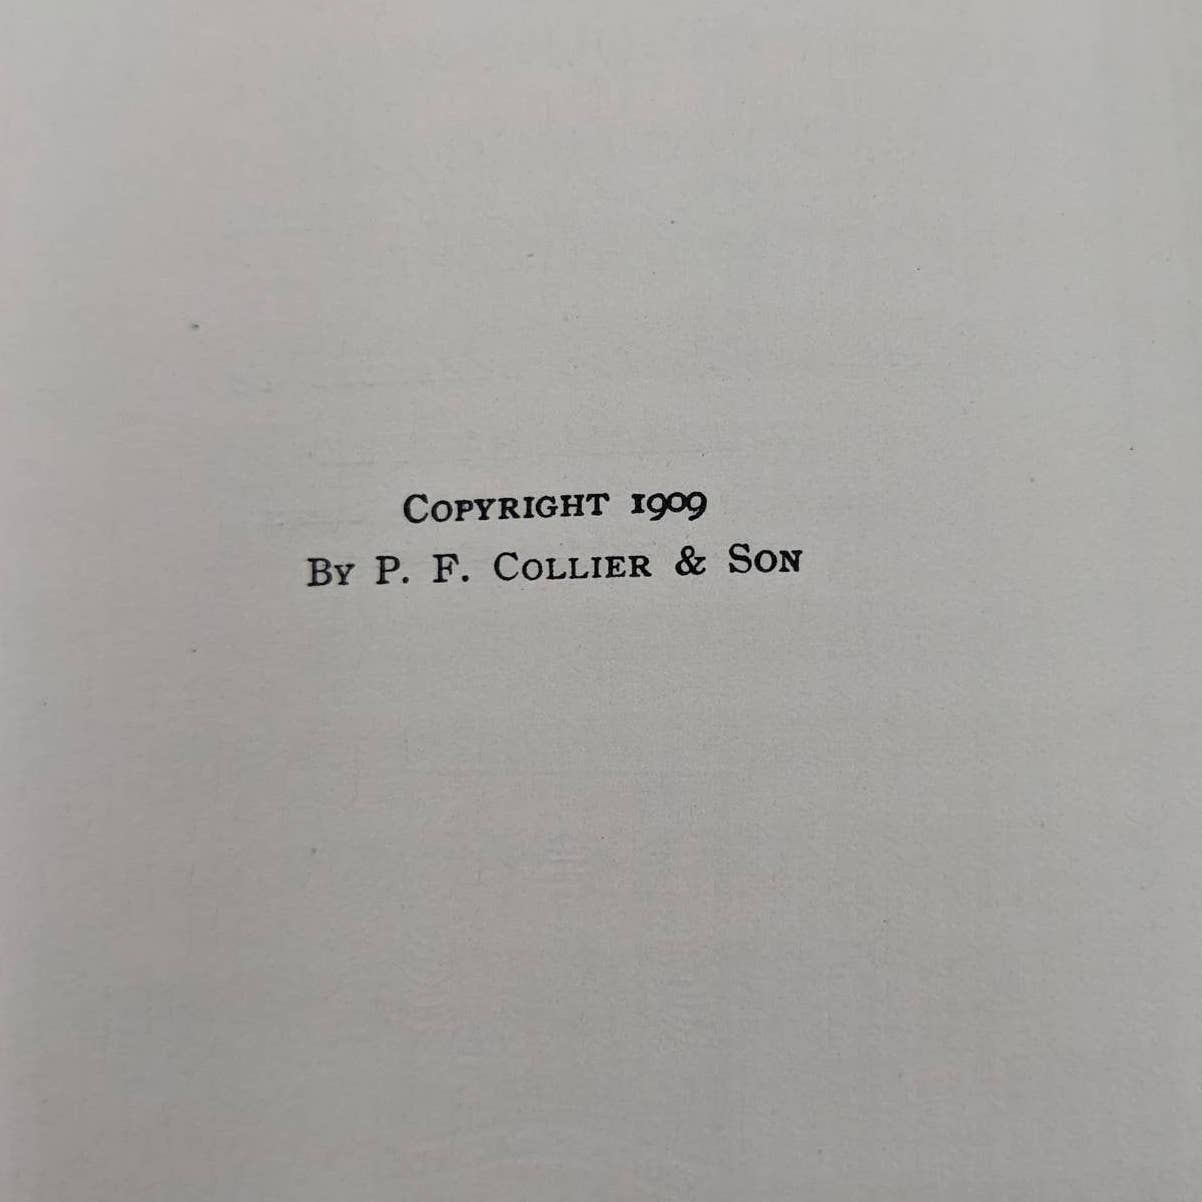 COPYRIGHT 1909
BY P. F. COLLIER & SON